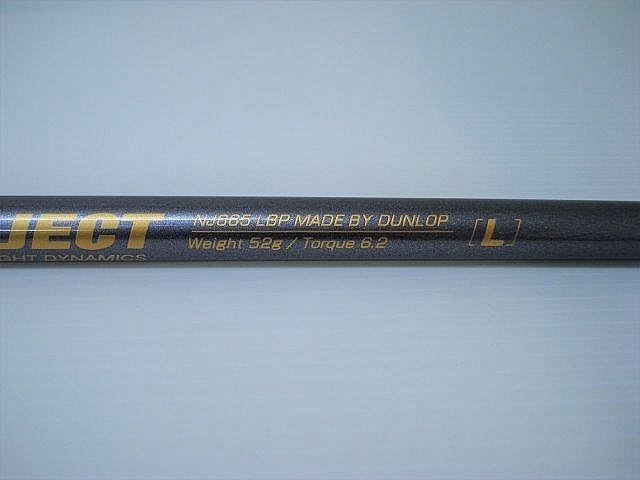 JECT
GHT DYNAMICS
NJ665 LBP MADE BY DUNLOP
Weight 52g / Torque 6.2
[L]